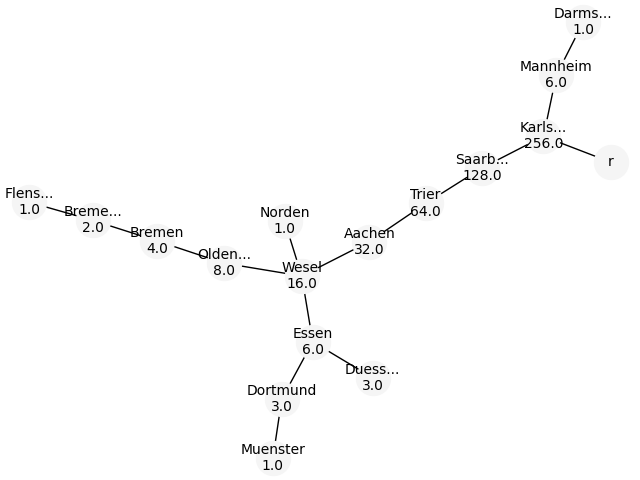 Darms...
1.0
Mannheim
6.0
Karls...
256.0
r
Saarb...
128.0
Trier
64.0
Flens...
1.0
Breme...
2.0
Norden
1.0
Bremen
4.0
Aachen
32.0
Olden...
8.0
Wesel
16.0
Essen
6.0
Duess...
3.0
Dortmund
3.0
Muenster
1.0